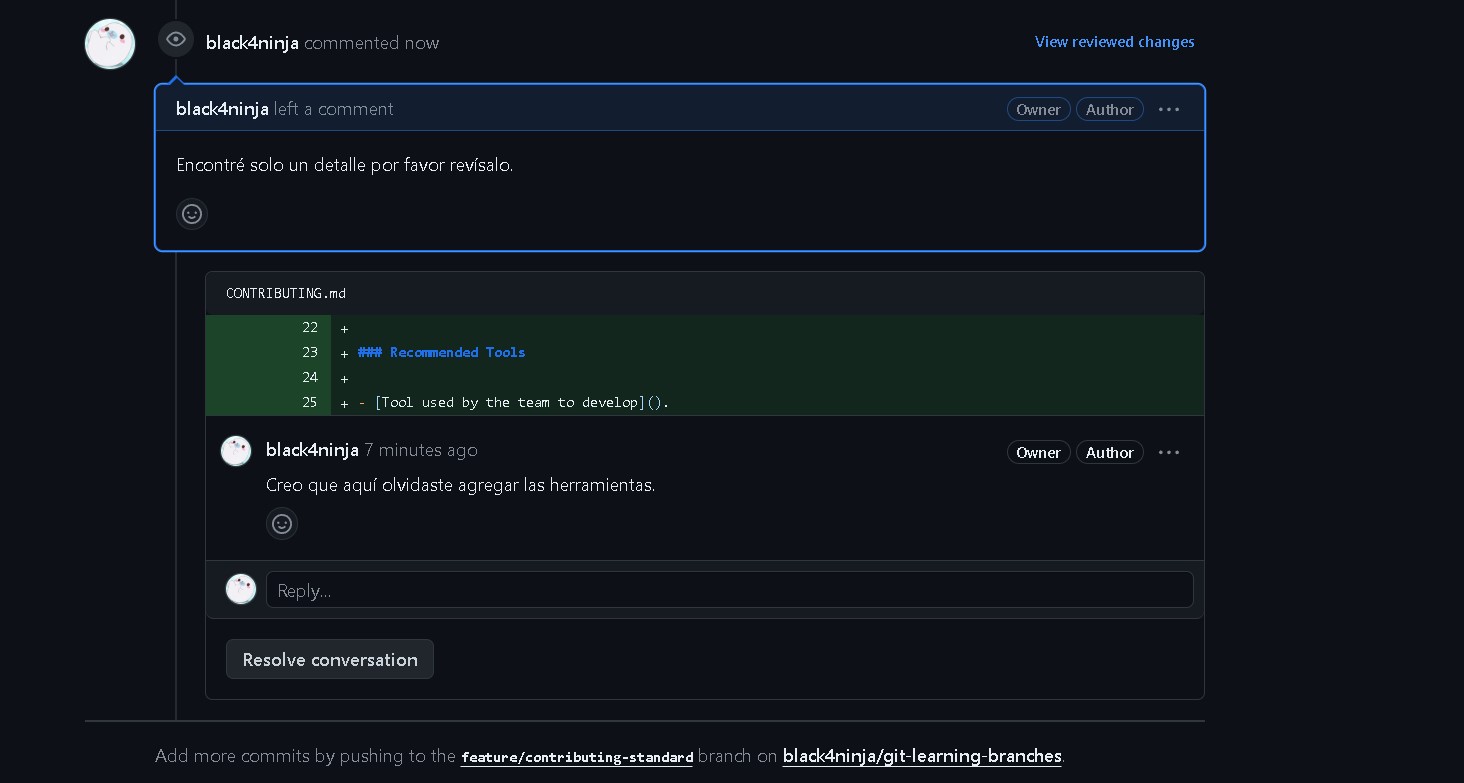 black4ninja commented now
View reviewed changes
black4ninja left a comment
Owner Author
Encontré solo un detalle por favor revísalo.
CONTRIBUTING.md
22 +
23 + ### Recommended Tools
24 +
25 + - [Tool used by the team to develop]().
black4ninja 7 minutes ago
Owner Author
Creo que aquí olvidaste agregar las herramientas.
Reply...
Resolve conversation
Add more commits by pushing to the feature/contributing-standard branch on black4ninja/git-learning-branches.